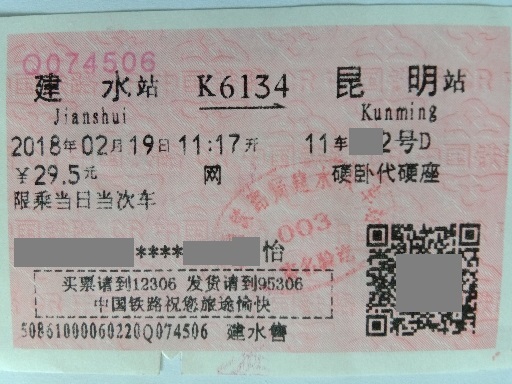 Q074506
建 水站 K6134 昆 明站
Jianshui Kunming
2018年02月19日11:17开 11车 2号D
￥29.5元 网 硬卧代硬座
限乘当日当次车
003
****怡
买票请到12306 发货请到95306
中国铁路祝您旅途愉快
50861000060220Q074506 建水售